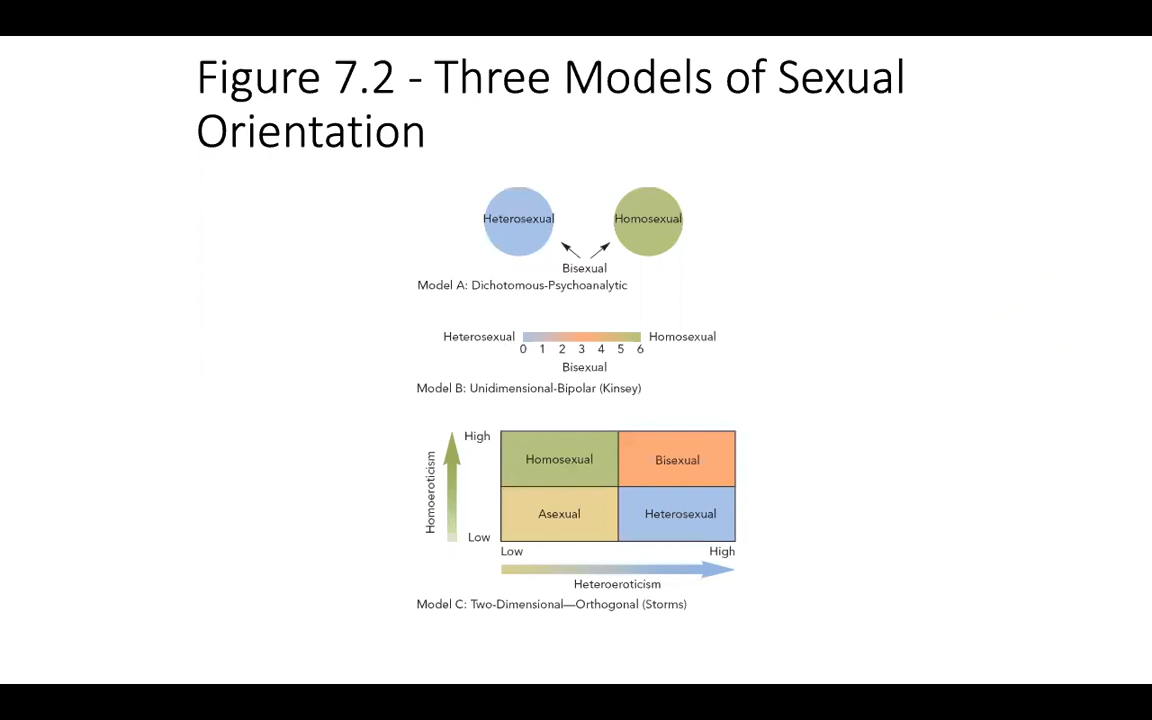 Figure 7.2 - Three Models of Sexual
Orientation
Heterosexual
Homosexual
Bisexual
Model A: Dichotomous-Psychoanalytic
Heterosexual
Homosexual
0 1 2 3 4 5 6
Bisexual
Model B: Unidimensional-Bipolar (Kinsey)
Homoeroticism
High
Homosexual
Bisexual
Asexual
Heterosexual
Low
Low
High
Heteroeroticism
Model C: Two-Dimensional—Orthogonal (Storms)